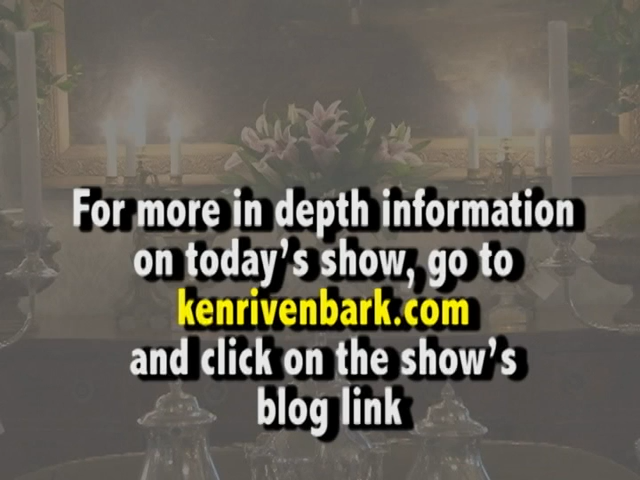 For more in depth information
on today's show, go to
kenrivenbark.com
and click on the show's
blog link